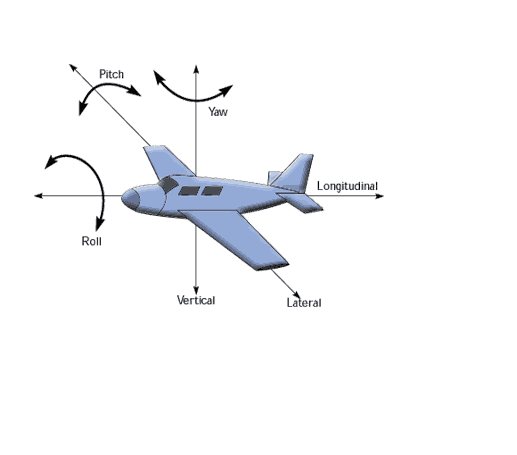 Pitch
Yaw
Longitudinal
Roll
Vertical
Lateral